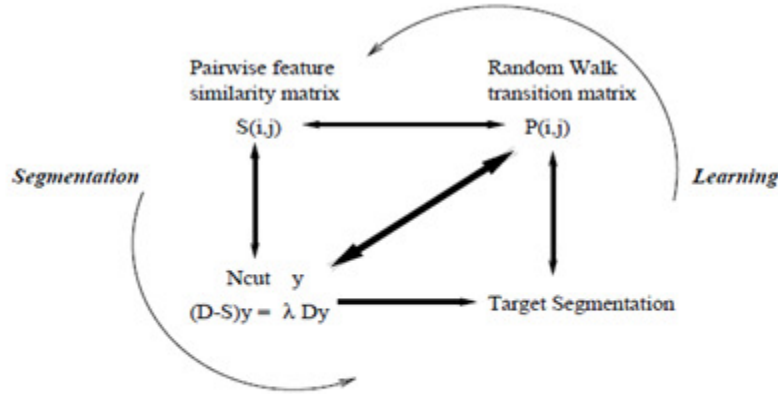 Pairwise feature
similarity matrix
S(i,j)
Random Walk
transition matrix
P(i,j)
Segmentation
Learning
Ncut y
(D-S)y = λ Dy
Target Segmentation